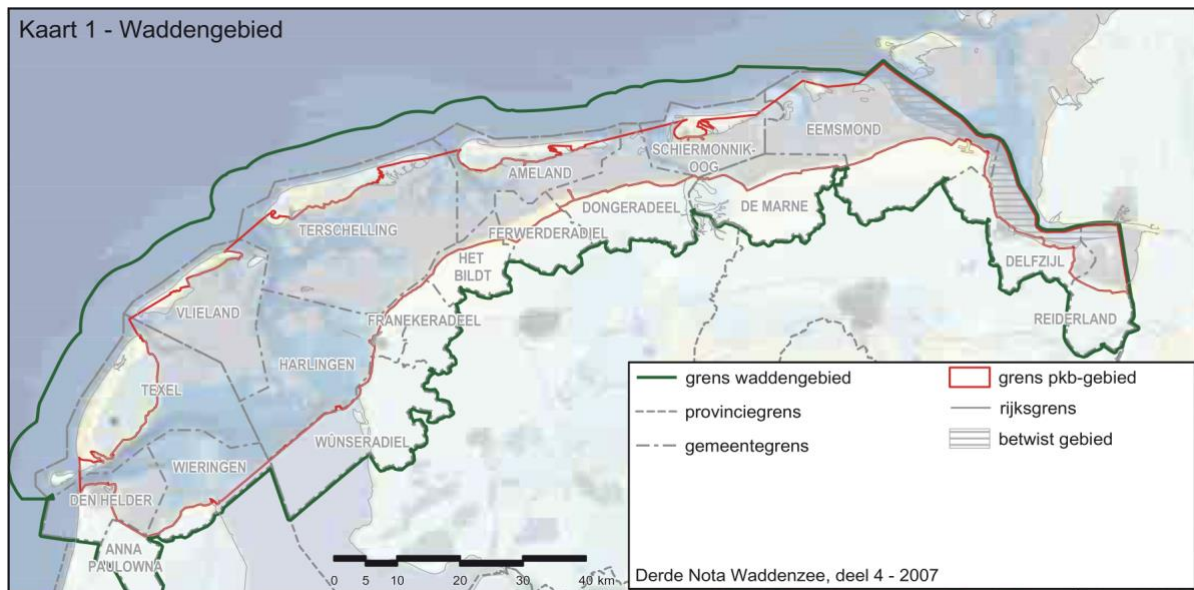 Kaart 1 - Waddengebied
EEMSMOND
SCHIERMONNIK-
OOG
AMELAND
DONGERADEEL
DE MARNE
TERSCHELLING
FERWERDERADIEL
HET
BILDT
DELFZIJL
VLIELAND
FRANEKERADEEL
REIDERLAND
HARLINGEN
TEXEL
WÛNSERADIEL
WIERINGEN
DEN HELDER
ANNA
PAULOWNA
0 5 10 20 30 40 km
grens waddengebied
provinciegrens
gemeentegrens
grens pkb-gebied
rijksgrens
betwist gebied
Derde Nota Waddenzee, deel 4 - 2007